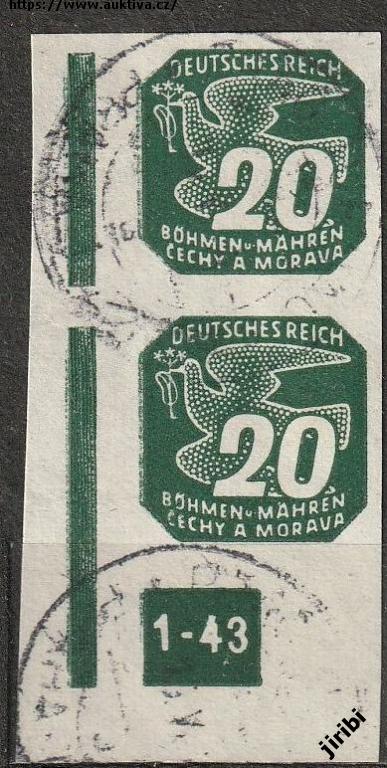 https://www.auktiva.cz/
DEUTSCHES REICH
20
BÖHMEN u. MÄHREN
ČECHY A MORAVA
DEUTSCHES REICH
20
BÖHMEN u. MÄHREN
ČECHY A MORAVA
1-43
jiribi